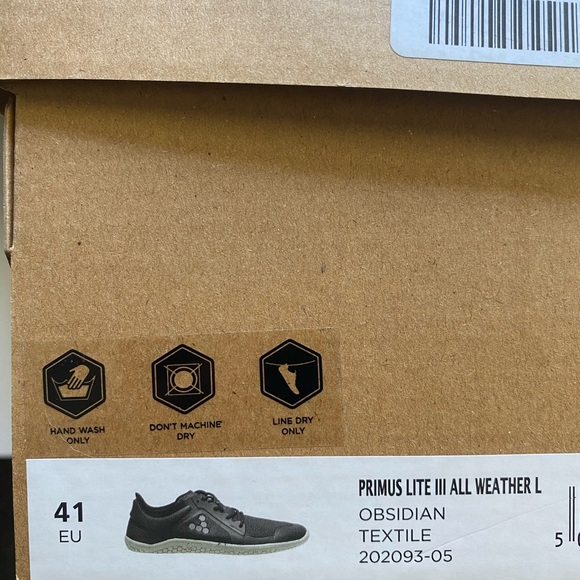 HAND WASH
ONLY
DON'T MACHINE
DRY
LINE DRY
ONLY
41
EU
PRIMUS LITE III ALL WEATHER L
OBSIDIAN
TEXTILE
202093-05
5